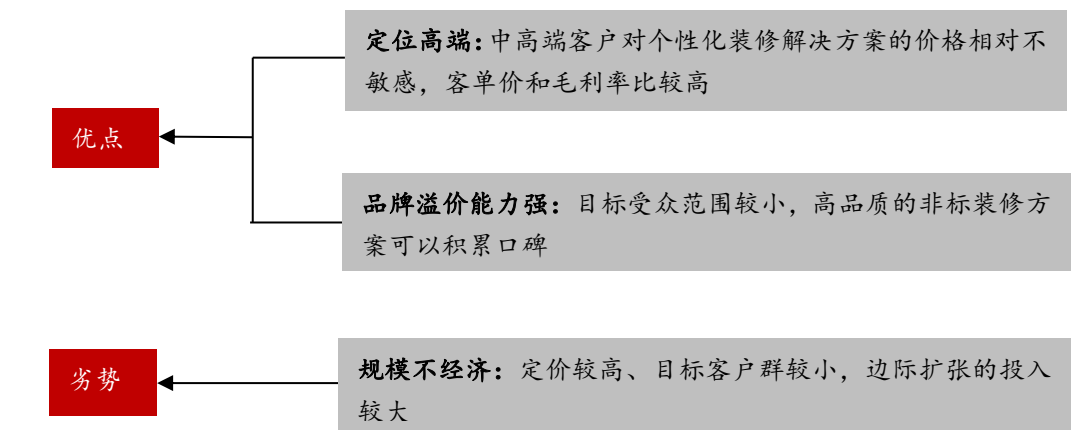 定位高端:中高端客户对个性化装修解决方案的价格相对不
敏感，客单价和毛利率比较高
优点
品牌溢价能力强：目标受众范围较小，高品质的非标装修方
案可以积累口碑
劣势
规模不经济：定价较高、目标客户群较小，边际扩张的投入
较大